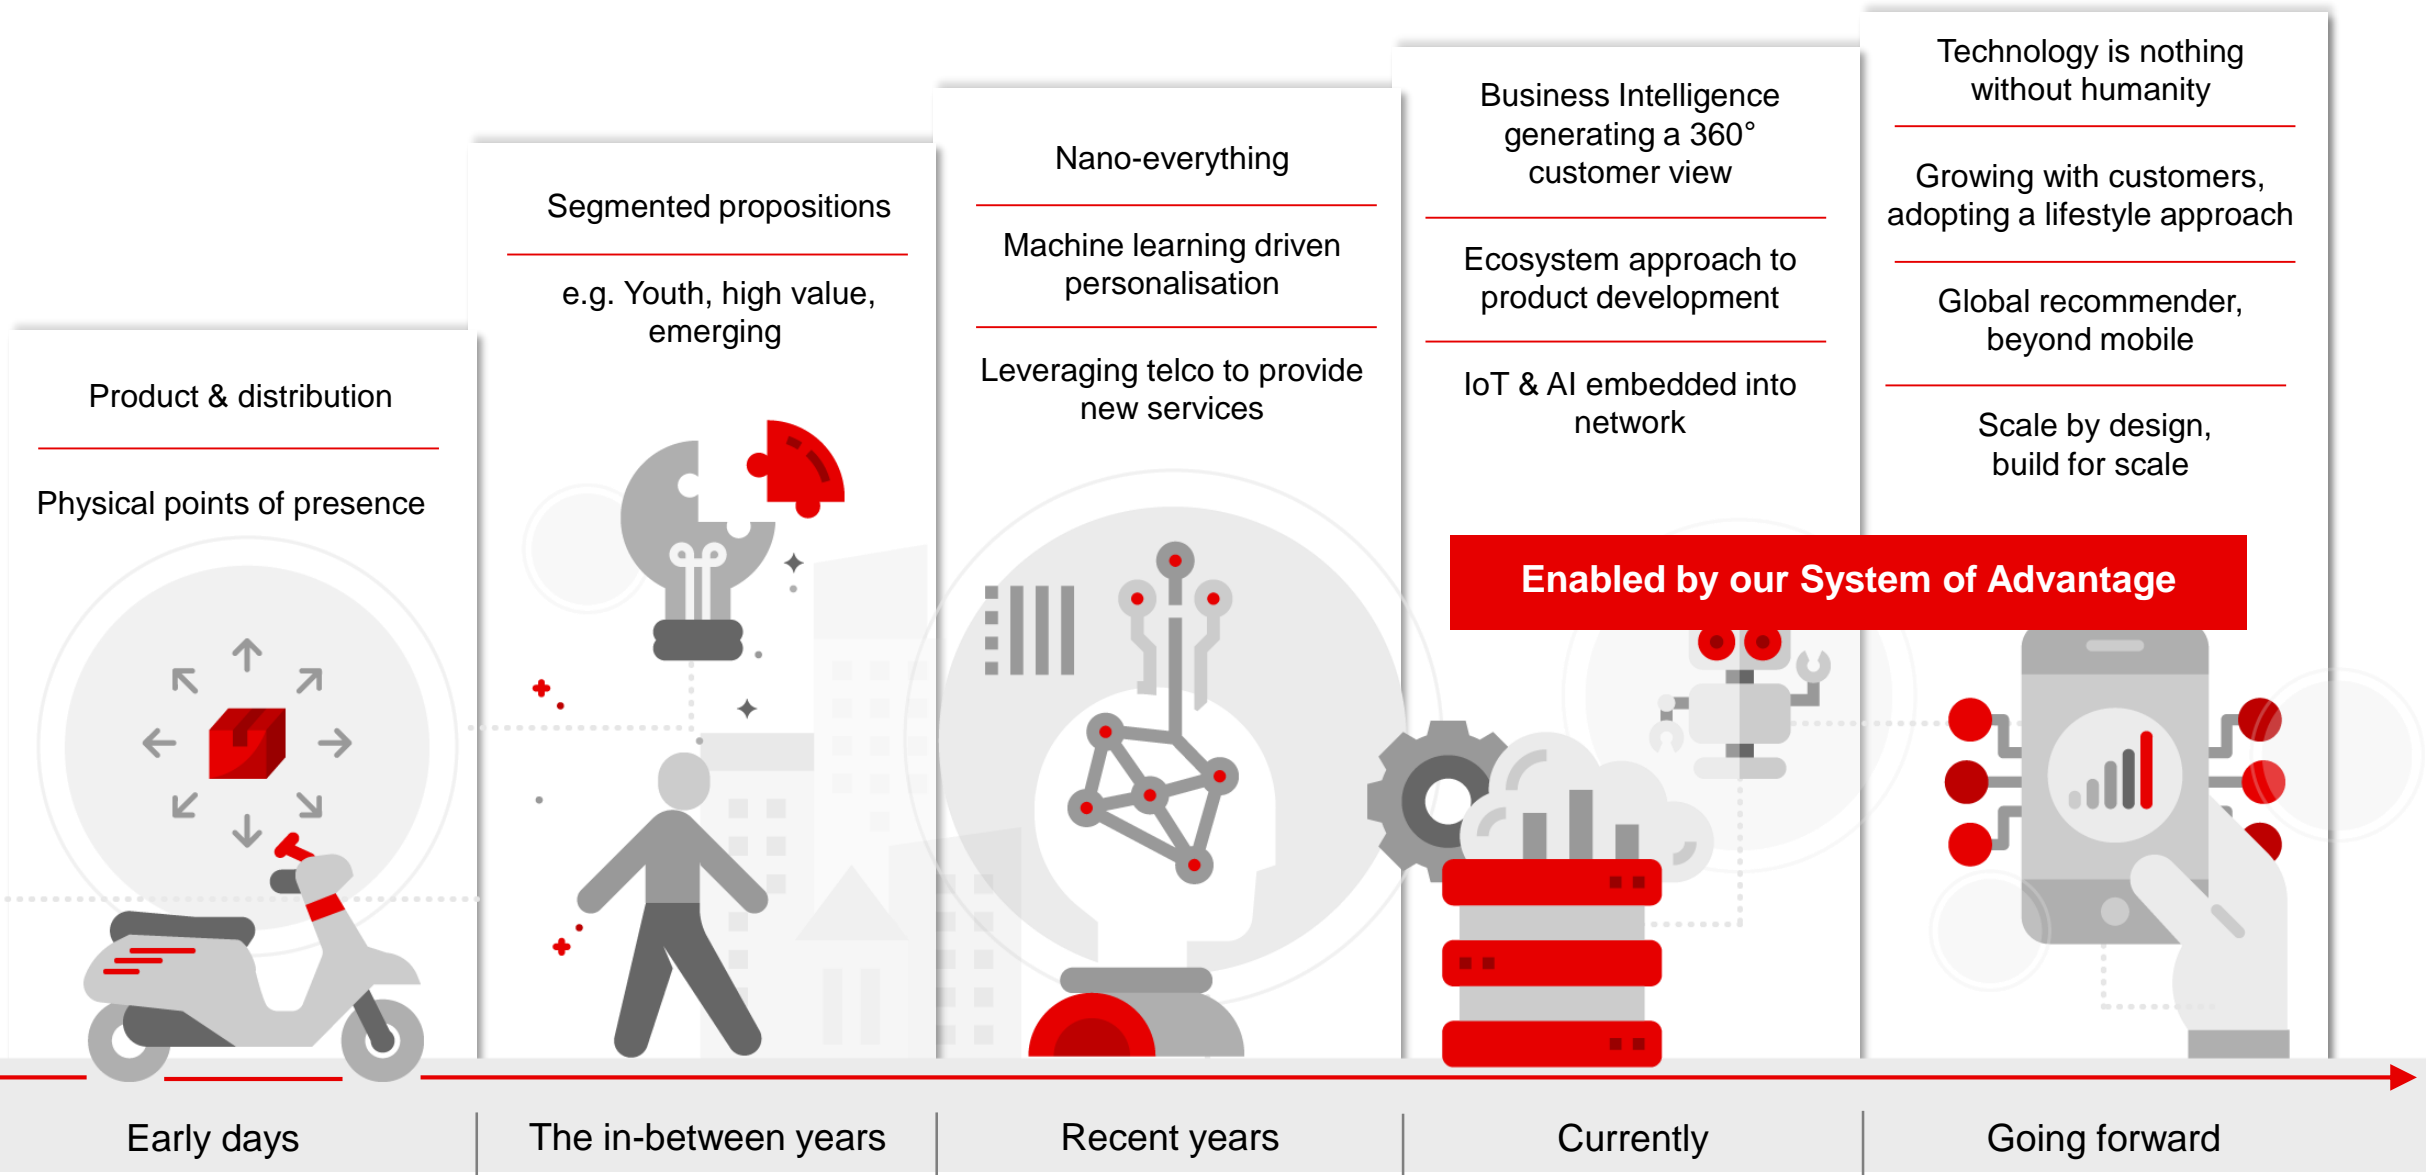 Product & distribution
Physical points of presence
Segmented propositions
e.g. Youth, high value,
emerging
Nano-everything
Machine learning driven
personalisation
Leveraging telco to provide
new services
Business Intelligence
generating a 360°
customer view
Ecosystem approach to
product development
IoT & AI embedded into
network
Technology is nothing
without humanity
Growing with customers,
adopting a lifestyle approach
Global recommender,
beyond mobile
Scale by design,
build for scale
Enabled by our System of Advantage
Early days
The in-between years
Recent years
Currently
Going forward